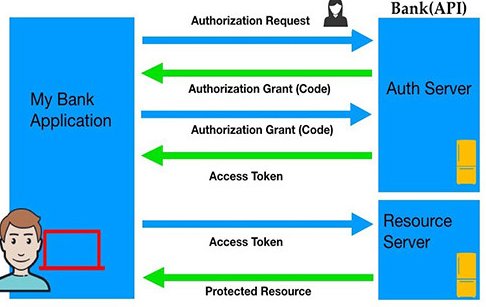 Bank(API)
Authorization Request
Authorization Grant (Code)
My Bank
Application
Auth Server
Authorization Grant (Code)
Access Token
Resource
Server
Access Token
Protected Resource